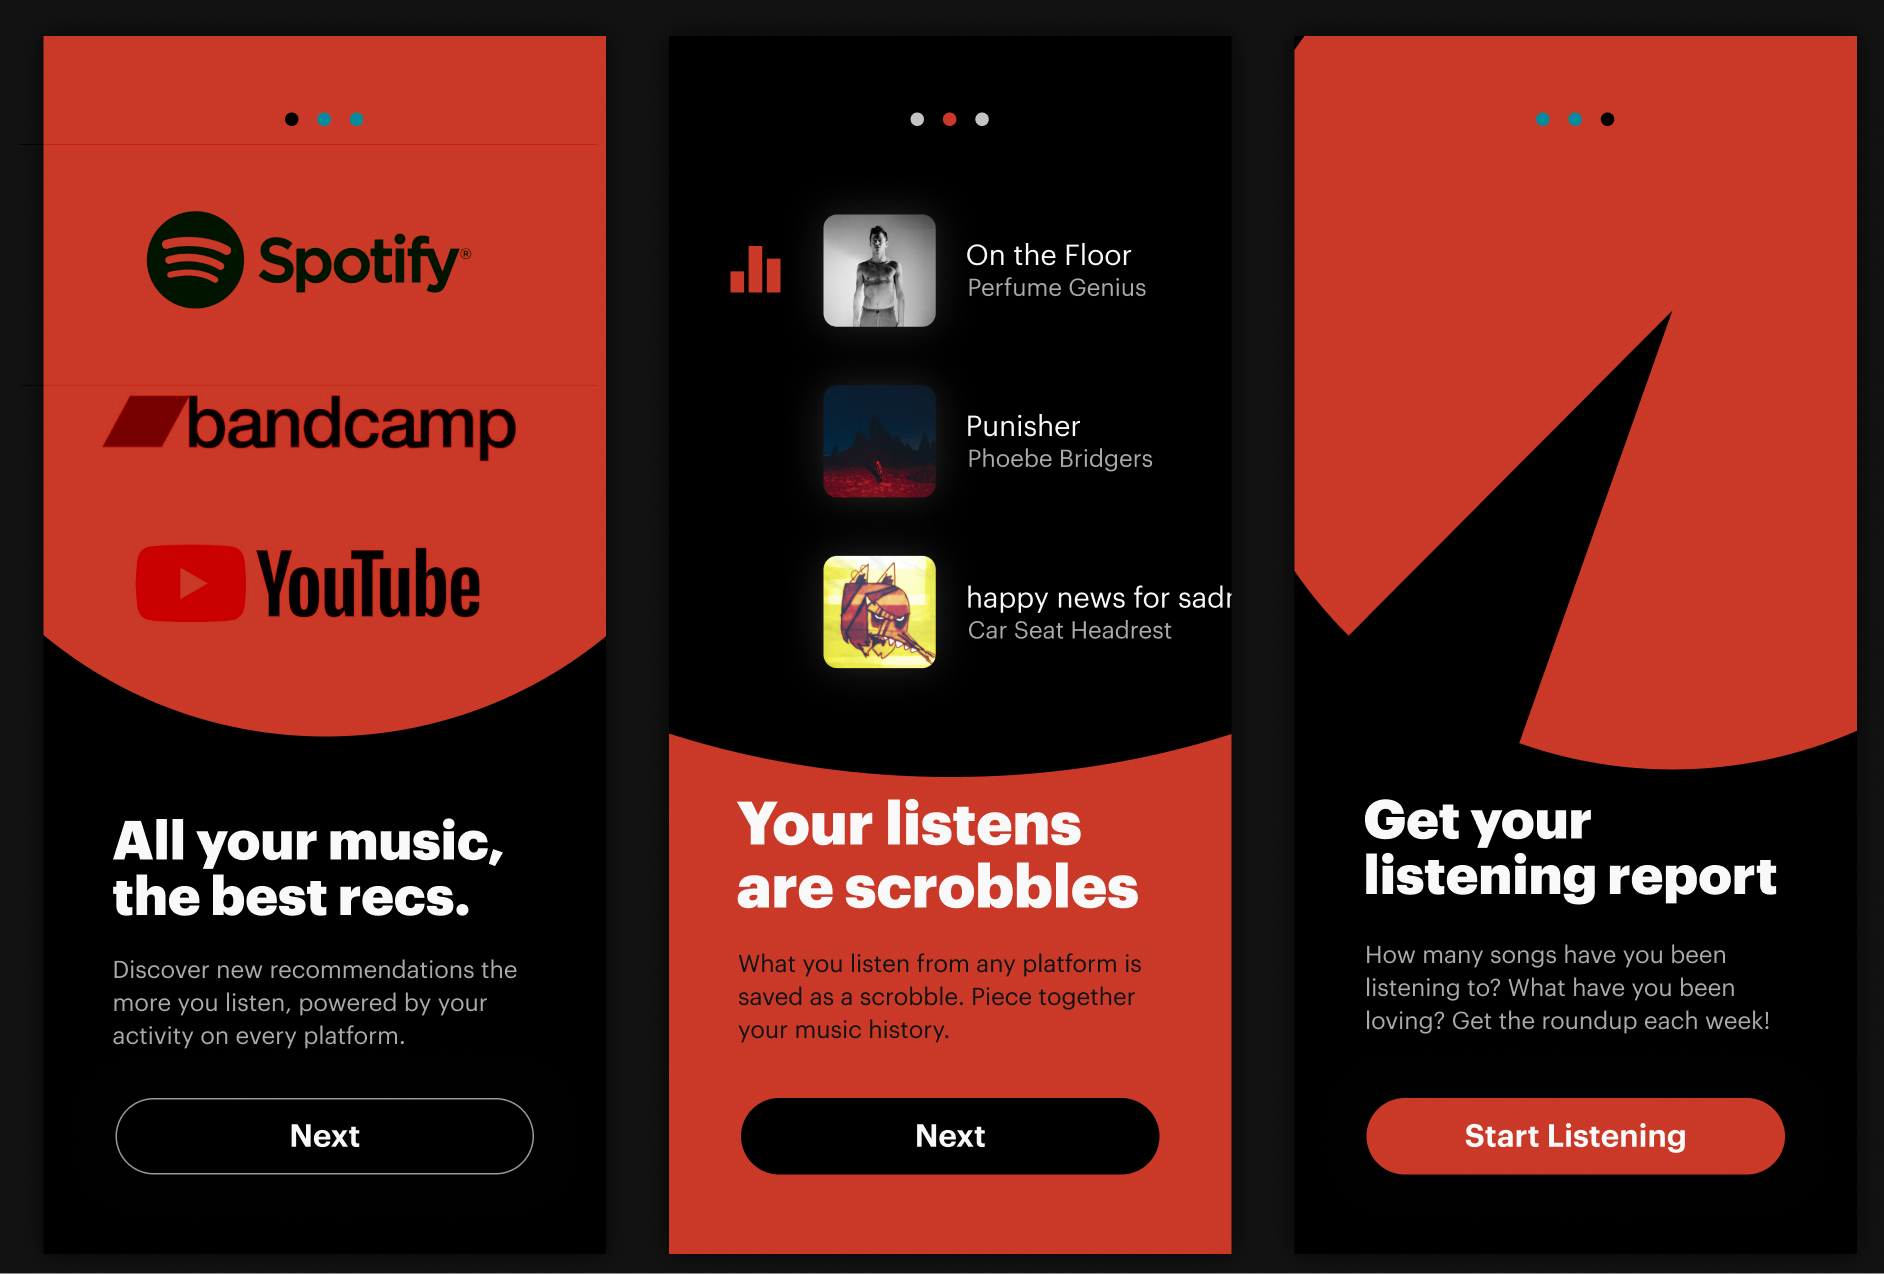 Spotify®
bandcamp
YouTube
All your music,
the best recs.
Discover new recommendations the
more you listen, powered by your
activity on every platform.
Next
On the Floor
Perfume Genius
Punisher
Phoebe Bridgers
happy news for sadn
Car Seat Headrest
Your listens
are scrobbles
What you listen from any platform is
saved as a scrobble. Piece together
your music history.
Next
Get your
listening report
How many songs have you been
listening to? What have you been
loving? Get the roundup each week!
Start Listening